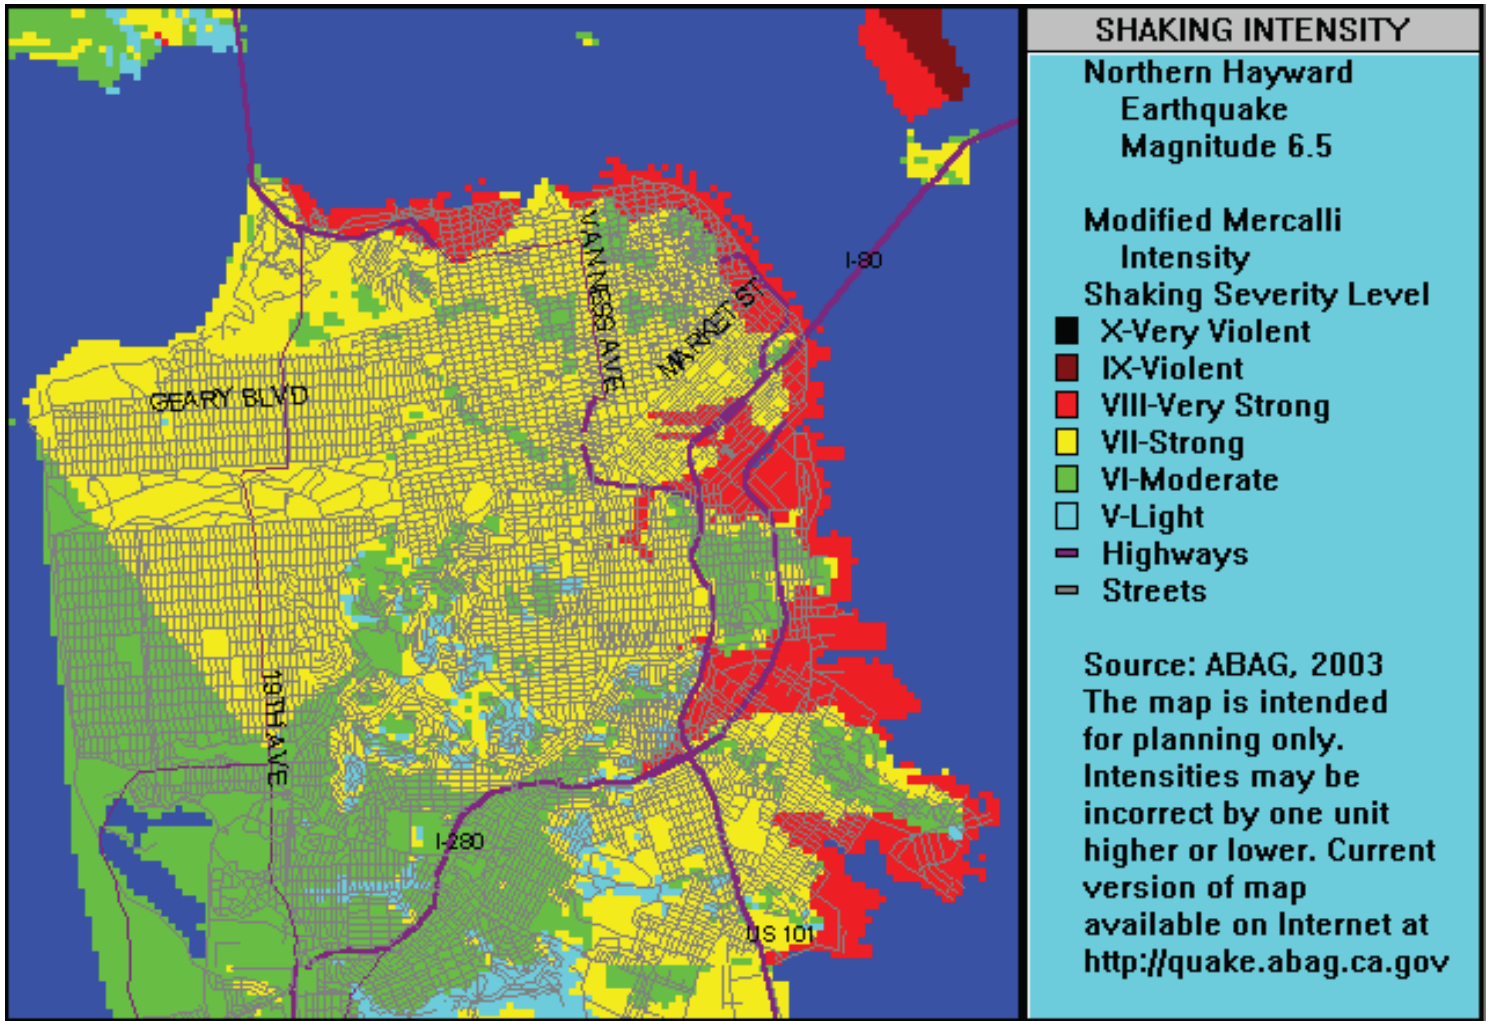 SHAKING INTENSITY
Northern Hayward
Earthquake
Magnitude 6.5
Modified Mercalli
Intensity
Shaking Severity Level
X-Very Violent
IX-Violent
VIII-Very Strong
VII-Strong
VI-Moderate
V-Light
Highways
Streets
Source: ABAG, 2003
The map is intended
for planning only.
Intensities may be
incorrect by one unit
higher or lower. Current
version of map
available on Internet at
http://quake.abag.ca.gov
I-80
VAN NESS AVE
MARKET ST
GEARY BLVD
19TH AVE
I-280
US 101